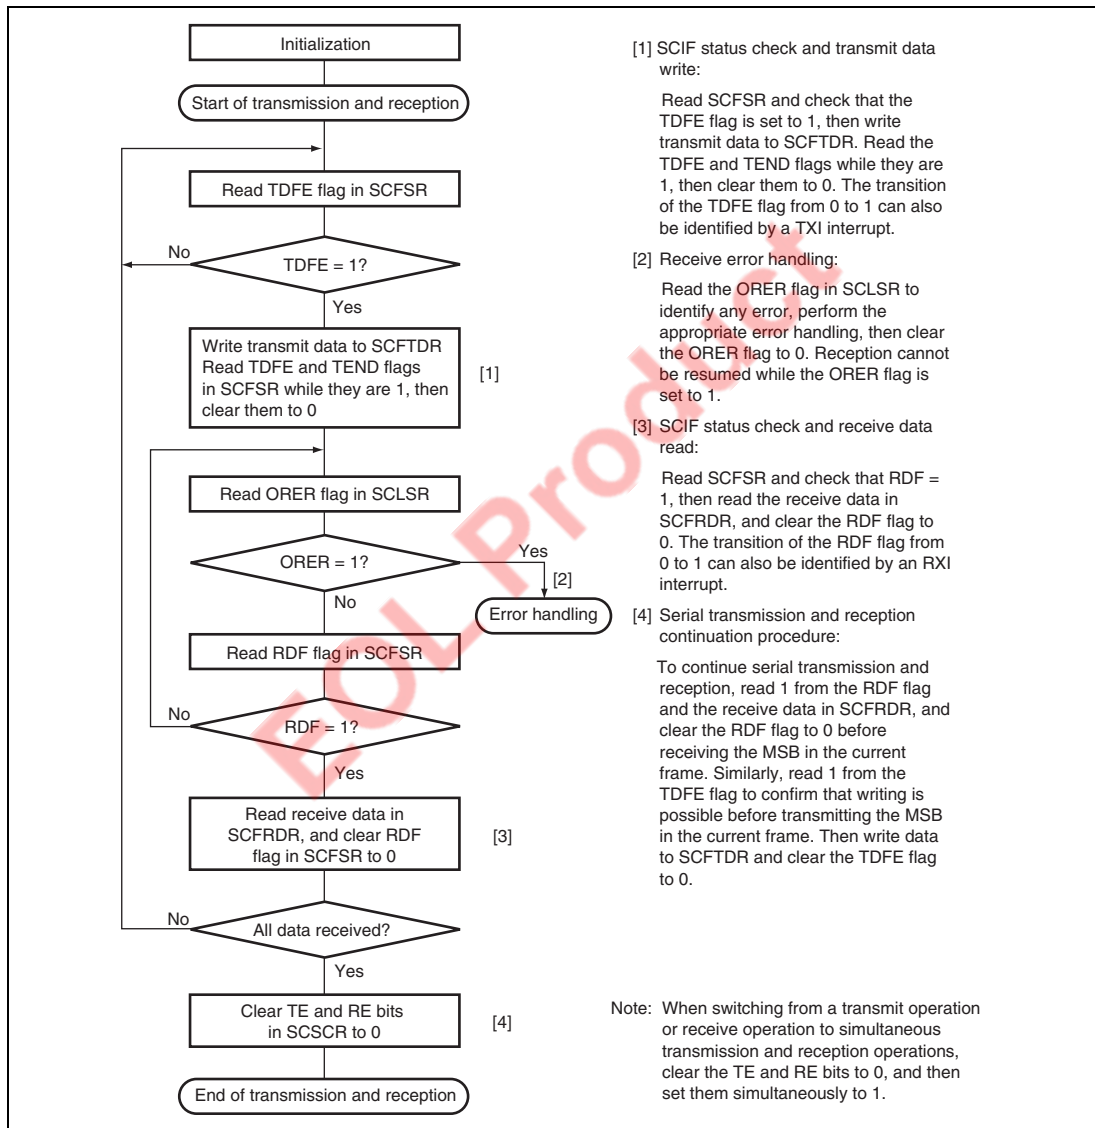 Initialization
Start of transmission and reception
Read TDFE flag in SCFSR
No
TDFE = 1?
Yes
Write transmit data to SCFTDR
Read TDFE and TEND flags
in SCFSR while they are 1, then
clear them to 0
[1]
Read ORER flag in SCLSR
ORER = 1?
Yes
[2]
Error handling
No
Read RDF flag in SCFSR
No
RDF = 1?
Yes
Read receive data in
SCFRDR, and clear RDF
flag in SCFSR to 0
[3]
No
All data received?
Yes
Clear TE and RE bits
in SCSCR to 0
[4]
End of transmission and reception
[1] SCIF status check and transmit data
write:
Read SCFSR and check that the
TDFE flag is set to 1, then write
transmit data to SCFTDR. Read the
TDFE and TEND flags while they are
1, then clear them to 0. The transition
of the TDFE flag from 0 to 1 can also
be identified by a TXI interrupt.
[2] Receive error handling:
Read the ORER flag in SCLSR to
identify any error, perform the
appropriate error handling, then clear
the ORER flag to 0. Reception cannot
be resumed while the ORER flag is
set to 1.
[3] SCIF status check and receive data
read:
Read SCFSR and check that RDF =
1, then read the receive data in
SCFRDR, and clear the RDF flag to
0. The transition of the RDF flag from
0 to 1 can also be identified by an RXI
interrupt.
[4] Serial transmission and reception
continuation procedure:
To continue serial transmission and
reception, read 1 from the RDF flag
and the receive data in SCFRDR, and
clear the RDF flag to 0 before
receiving the MSB in the current
frame. Similarly, read 1 from the
TDFE flag to confirm that writing is
possible before transmitting the MSB
in the current frame. Then write data
to SCFTDR and clear the TDFE flag
to 0.
Note: When switching from a transmit operation
or receive operation to simultaneous
transmission and reception operations,
clear the TE and RE bits to 0, and then
set them simultaneously to 1.
EOL Product